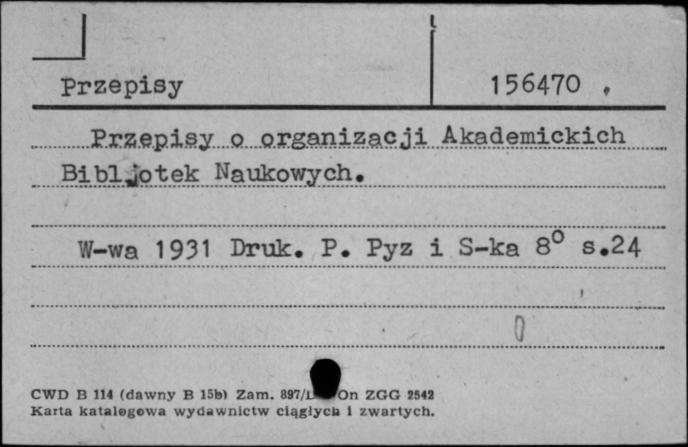 Przepisy 156470
Przepisy o organizacji Akademickich
Bibljotek Naukowych.
W-wa 1931 Druk. P. Pyz i S-ka 8° s.24
0
CWD B 114 (dawny B 15b) Zam. 897/ On ZGG 2542
Karta katalogowa wydawnictw ciągłych i zwartych.